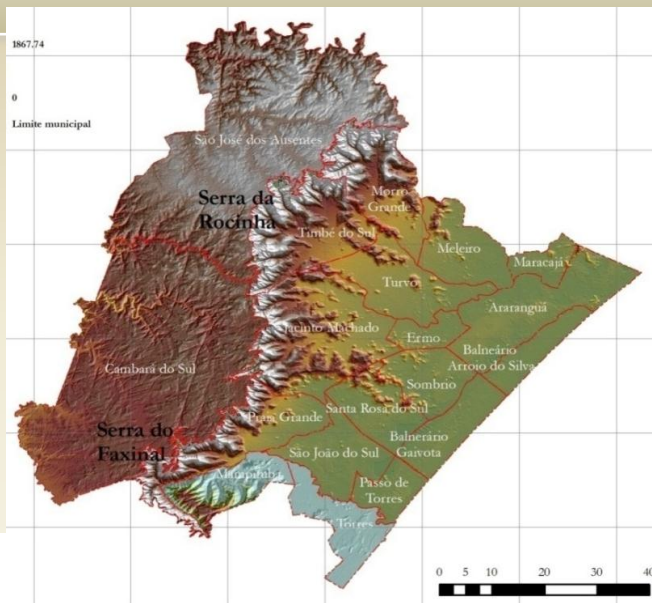 1867.74
0
Limite municipal
São José dos Ausentes
Serra da
Rocinha
Morro
Grande
Timbé do Sul
Meleiro
Maracajá
Turvo
Araranguá
Jacinto Machado
Ermo
Balneário
Arroio do Silva
Cambará do Sul
Sombrio
Praia Grande
Santa Rosa do Sul
Serra do
Faxinal
Balnerário
Gaivota
São João do Sul
Passo de
Torres
Torres
0 5 10 20 30 40